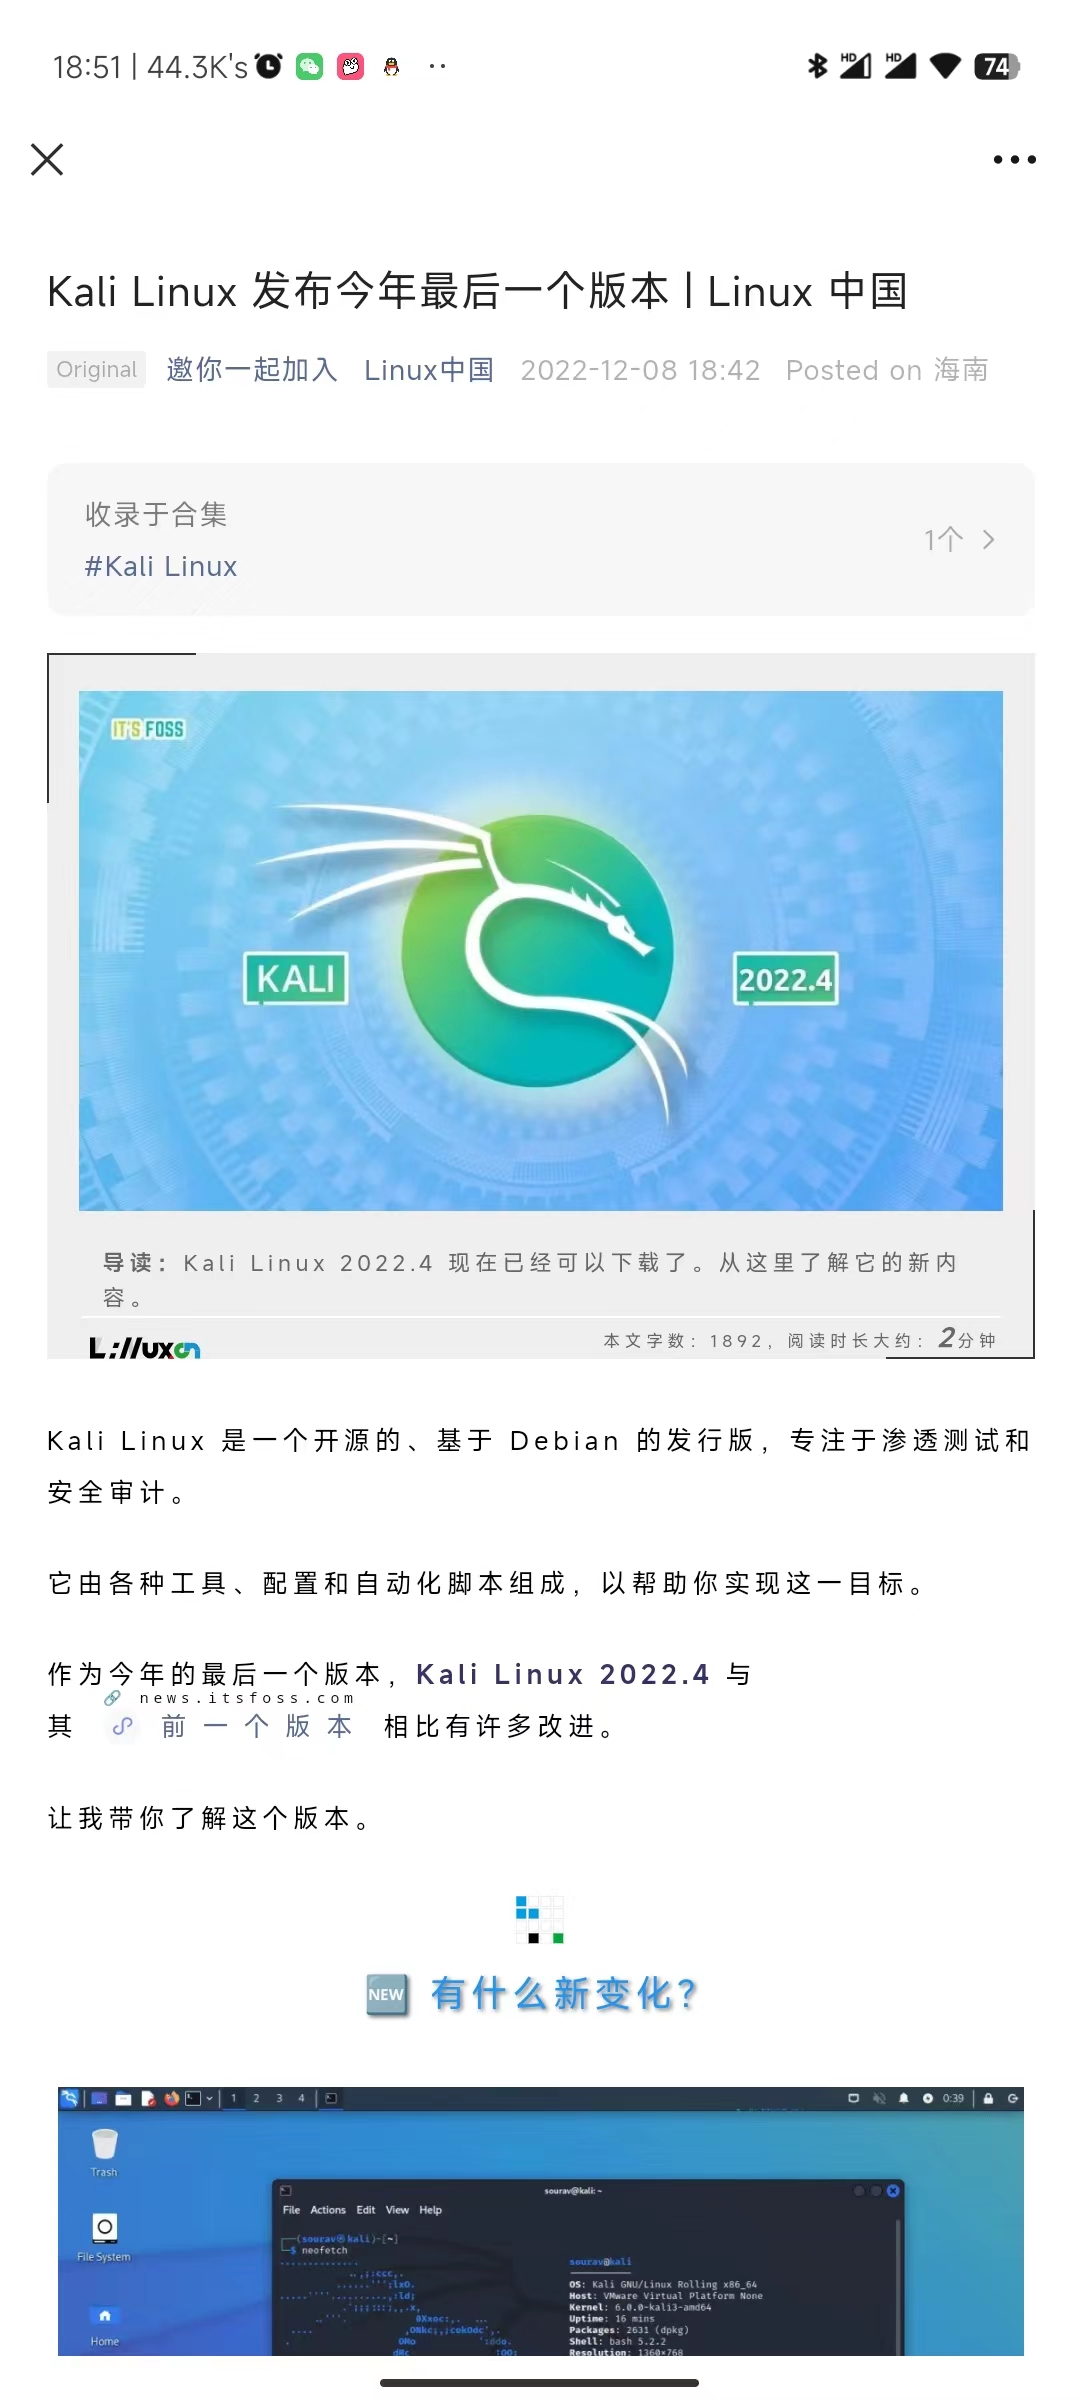 18:51 | 44.3K's
HD HD 74
Kali Linux 发布今年最后一个版本 | Linux 中国
Original 邀你一起加入 Linux中国 2022-12-08 18:42 Posted on 海南
收录于合集
#Kali Linux
1个
IT'S FOSS
KALI
2022.4
导读：Kali Linux 2022.4 现在已经可以下载了。从这里了解它的新内
容。
本文字数：1892，阅读时长大约：2分钟
Kali Linux 是一个开源的、基于 Debian 的发行版，专注于渗透测试和
安全审计。
它由各种工具、配置和自动化脚本组成，以帮助你实现这一目标。
作为今年的最后一个版本，Kali Linux 2022.4 与
news.itsfoss.com
其 前一个版本 相比有许多改进。
让我带你了解这个版本。
NEW 有什么新变化？
1 2 3 4 0:39
Trash
sourav@kali: ~
File Actions Edit View Help
(sourav㉿kali)-[~]
$ neofetch
File System
sourav@kali
OS: Kali GNU/Linux Rolling x86_64
Host: VMware Virtual Platform None
Kernel: 6.0.0-kali3-amd64
Uptime: 16 mins
Packages: 2631 (dpkg)
Shell: bash 5.2.2
Resolution: 1360×768
Home